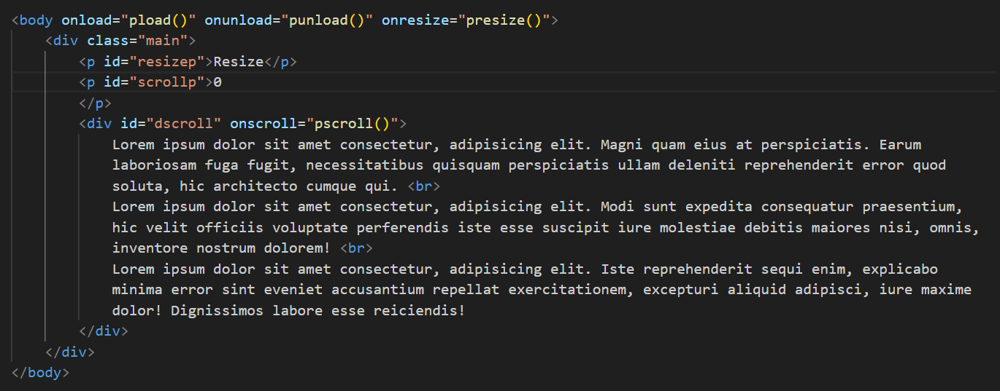 <body onload="pload()" onunload="punload()" onresize="presize()">
<div class="main">
<p id="resizep">Resize</p>
<p id="scrollp">0
</p>
<div id="dscroll" onscroll="pscroll()">
Lorem ipsum dolor sit amet consectetur, adipisicing elit. Magni quam eius at perspiciatis. Earum
laboriosam fuga fugit, necessitatibus quisquam perspiciatis ullam deleniti reprehenderit error quod
soluta, hic architecto cumque qui. <br>
Lorem ipsum dolor sit amet consectetur, adipisicing elit. Modi sunt expedita consequatur praesentium,
hic velit officiis voluptate perferendis iste esse suscipit iure molestiae debitis maiores nisi, omnis,
inventore nostrum dolorem! <br>
Lorem ipsum dolor sit amet consectetur, adipisicing elit. Iste reprehenderit sequi enim, explicabo
minima error sint eveniet accusantium repellat exercitationem, excepturi aliquid adipisci, iure maxime
dolor! Dignissimos labore esse reiciendis!
</div>
</div>
</body>